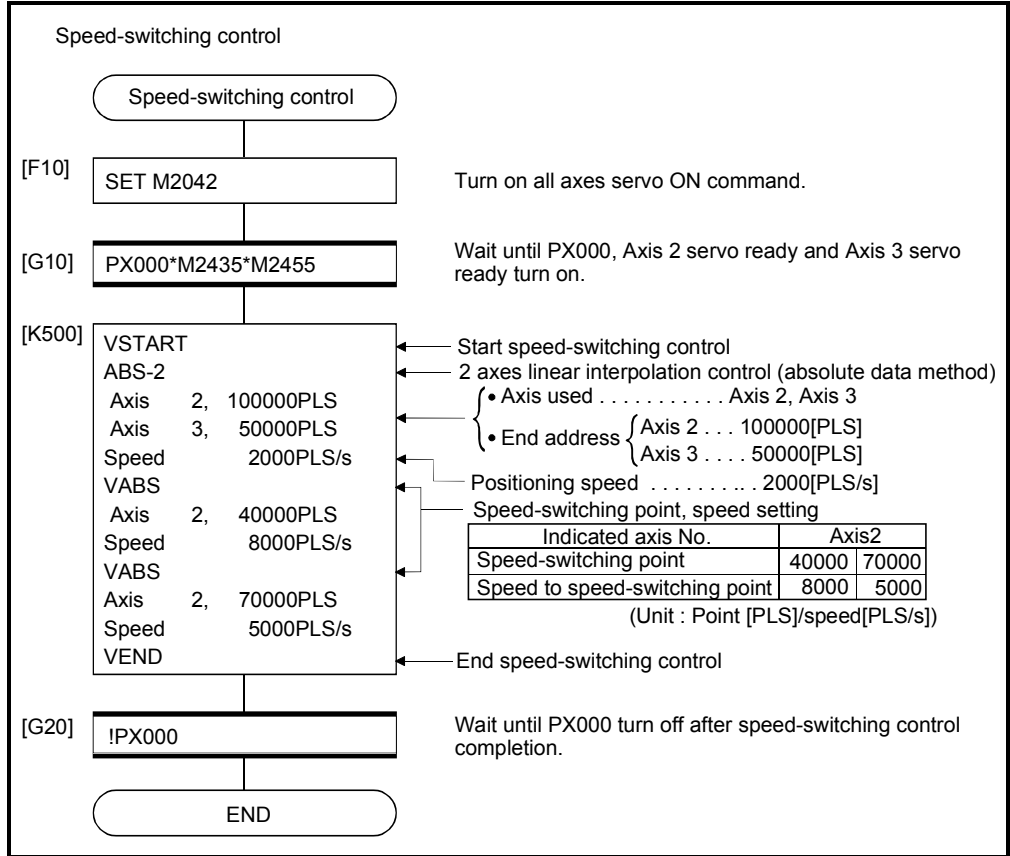 Speed-switching control
Speed-switching control
[F10]
SET M2042
Turn on all axes servo ON command.
[G10]
PX000*M2435*M2455
Wait until PX000, Axis 2 servo ready and Axis 3 servo
ready turn on.
[K500]
VSTART
ABS-2
Axis 2, 100000PLS
Axis 3, 50000PLS
Speed 2000PLS/s
VABS
Axis 2, 40000PLS
Speed 8000PLS/s
VABS
Axis 2, 70000PLS
Speed 5000PLS/s
VEND
Start speed-switching control
2 axes linear interpolation control (absolute data method)
• Axis used . . . . . . . . . . . Axis 2, Axis 3
• End address { Axis 2 . . . 100000[PLS]
Axis 3 . . . . 50000[PLS]
Positioning speed . . . . . . . . .. . 2000[PLS/s]
Speed-switching point, speed setting
Indicated axis No. Axis2
Speed-switching point 40000 70000
Speed to speed-switching point 8000 5000
(Unit : Point [PLS]/speed[PLS/s])
End speed-switching control
[G20]
!PX000
Wait until PX000 turn off after speed-switching control
completion.
END